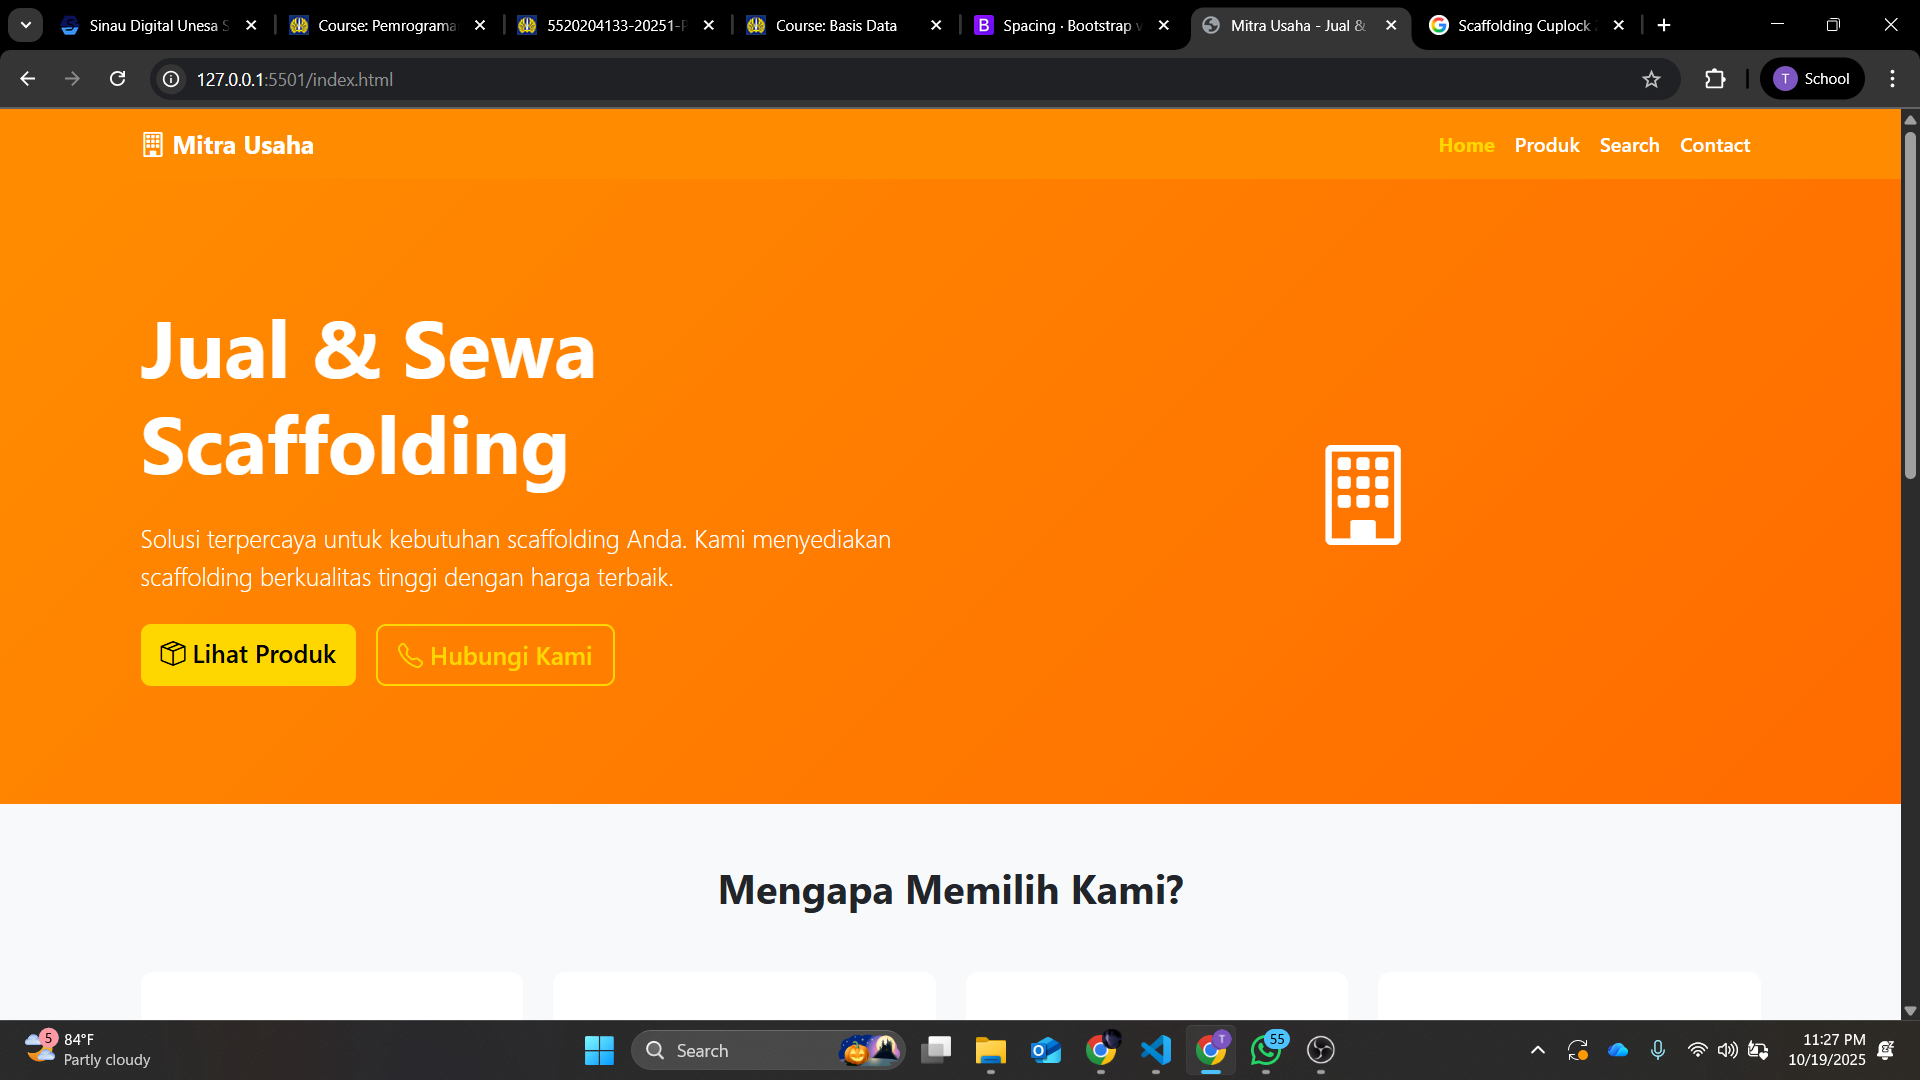 Sinau Digital Unesa S
Course: Pemrograma
5520204133-20251-P
Course: Basis Data
Spacing · Bootstrap v
Mitra Usaha - Jual &
Scaffolding Cuplock
127.0.0.1:5501/index.html
T School
Mitra Usaha
Home Produk Search Contact
Jual & Sewa
Scaffolding
Solusi terpercaya untuk kebutuhan scaffolding Anda. Kami menyediakan
scaffolding berkualitas tinggi dengan harga terbaik.
Lihat Produk
Hubungi Kami
Mengapa Memilih Kami?
5
84°F
Partly cloudy
Search
T
55
11:27 PM
10/19/2025